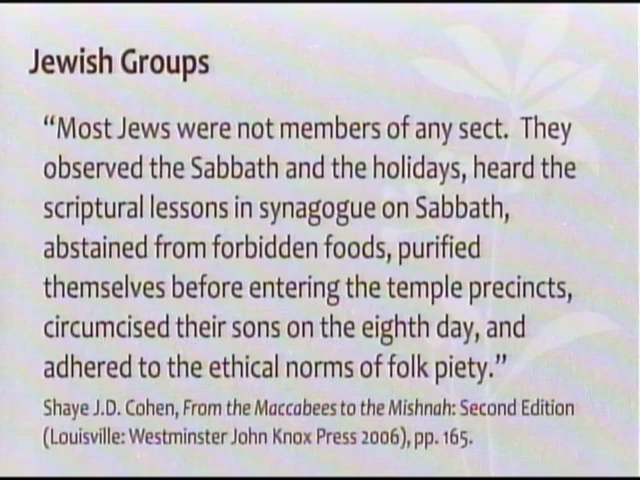 Jewish Groups
“Most Jews were not members of any sect. They
observed the Sabbath and the holidays, heard the
scriptural lessons in synagogue on Sabbath,
abstained from forbidden foods, purified
themselves before entering the temple precincts,
circumcised their sons on the eighth day, and
adhered to the ethical norms of folk piety.”
Shaye J.D. Cohen, From the Maccabees to the Mishnah: Second Edition
(Louisville: Westminster John Knox Press 2006), pp. 165.